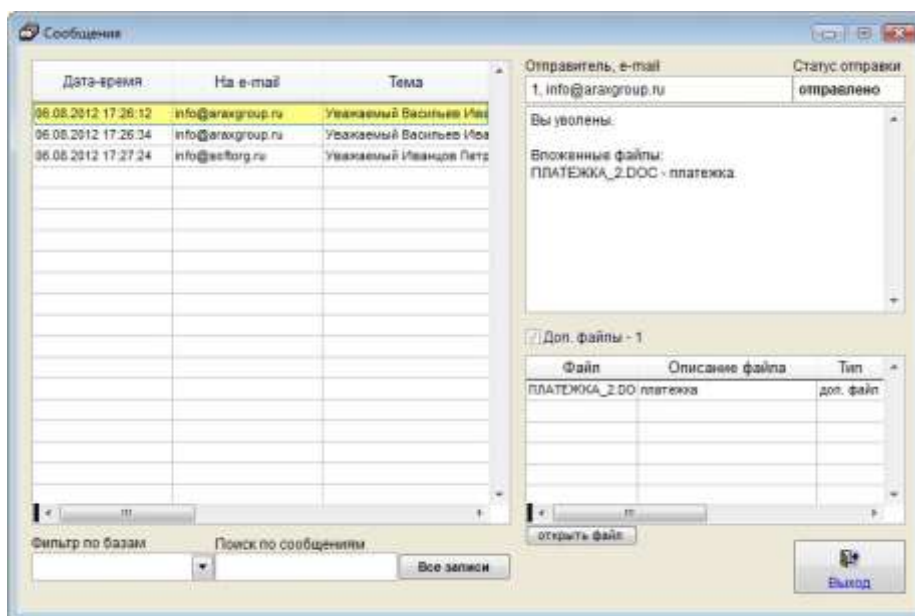 Сообщения
Дата-время На e-mail Тема
06.08.2012 17:26:12 info@araxgroup.ru Уважаемый Васильев Ива
06.08.2012 17:26:34 info@araxgroup.ru Уважаемый Васильев Ива
06.08.2012 17:27:24 info@softorg.ru Уважаемый Иванцов Петр
Фильтр по базам Поиск по сообщениям
Все записи
Отправитель, e-mail Статус отправки
1, info@araxgroup.ru отправлено
Вы уволены.
Вложенные файлы:
ПЛАТЕЖКА_2.DOC - платежка
Доп. файлы - 1
Файл Описание файла Тип
ПЛАТЕЖКА_2.DO платежка доп. файл
открыть файл
Выход